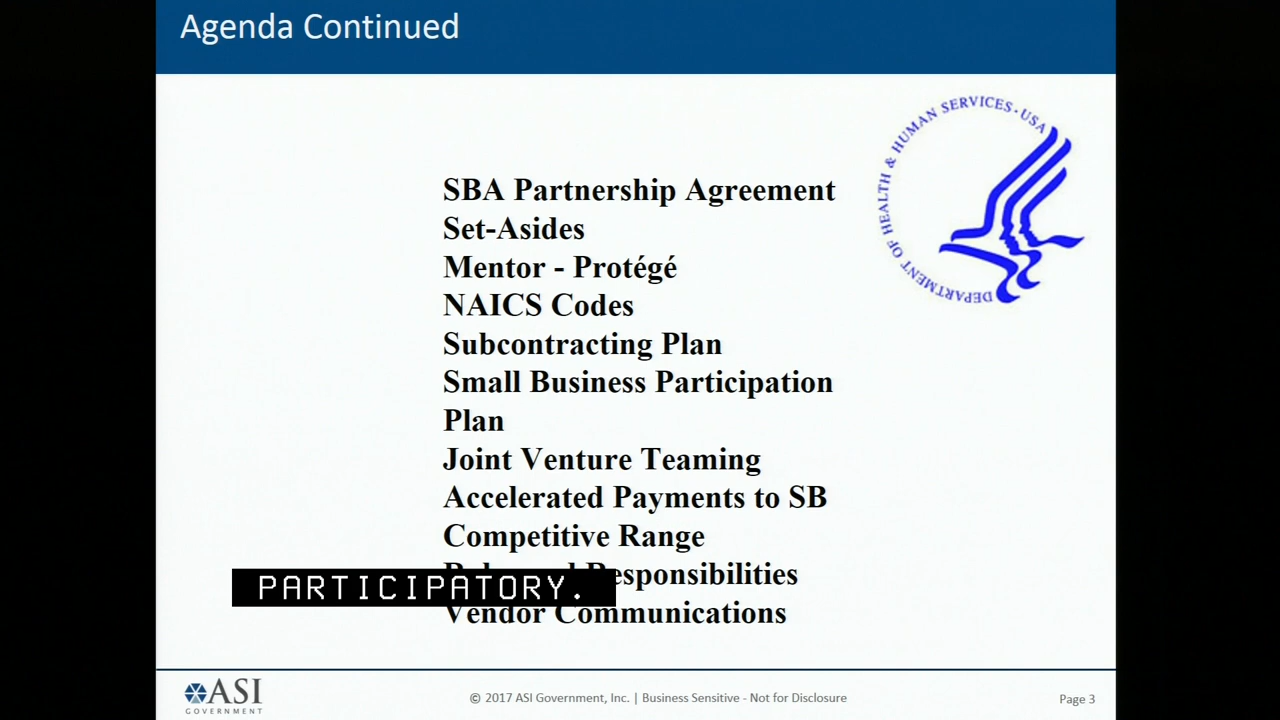 Agenda Continued
DEPARTMENT OF HEALTH & HUMAN SERVICES · USA
SBA Partnership Agreement
Set-Asides
Mentor - Protégé
NAICS Codes
Subcontracting Plan
Small Business Participation
Plan
Joint Venture Teaming
Accelerated Payments to SB
Competitive Range
Responsibilities
PARTICIPATORY.
Vendor Communications
ASI
GOVERNMENT
© 2017 ASI Government, Inc. | Business Sensitive - Not for Disclosure
Page 3